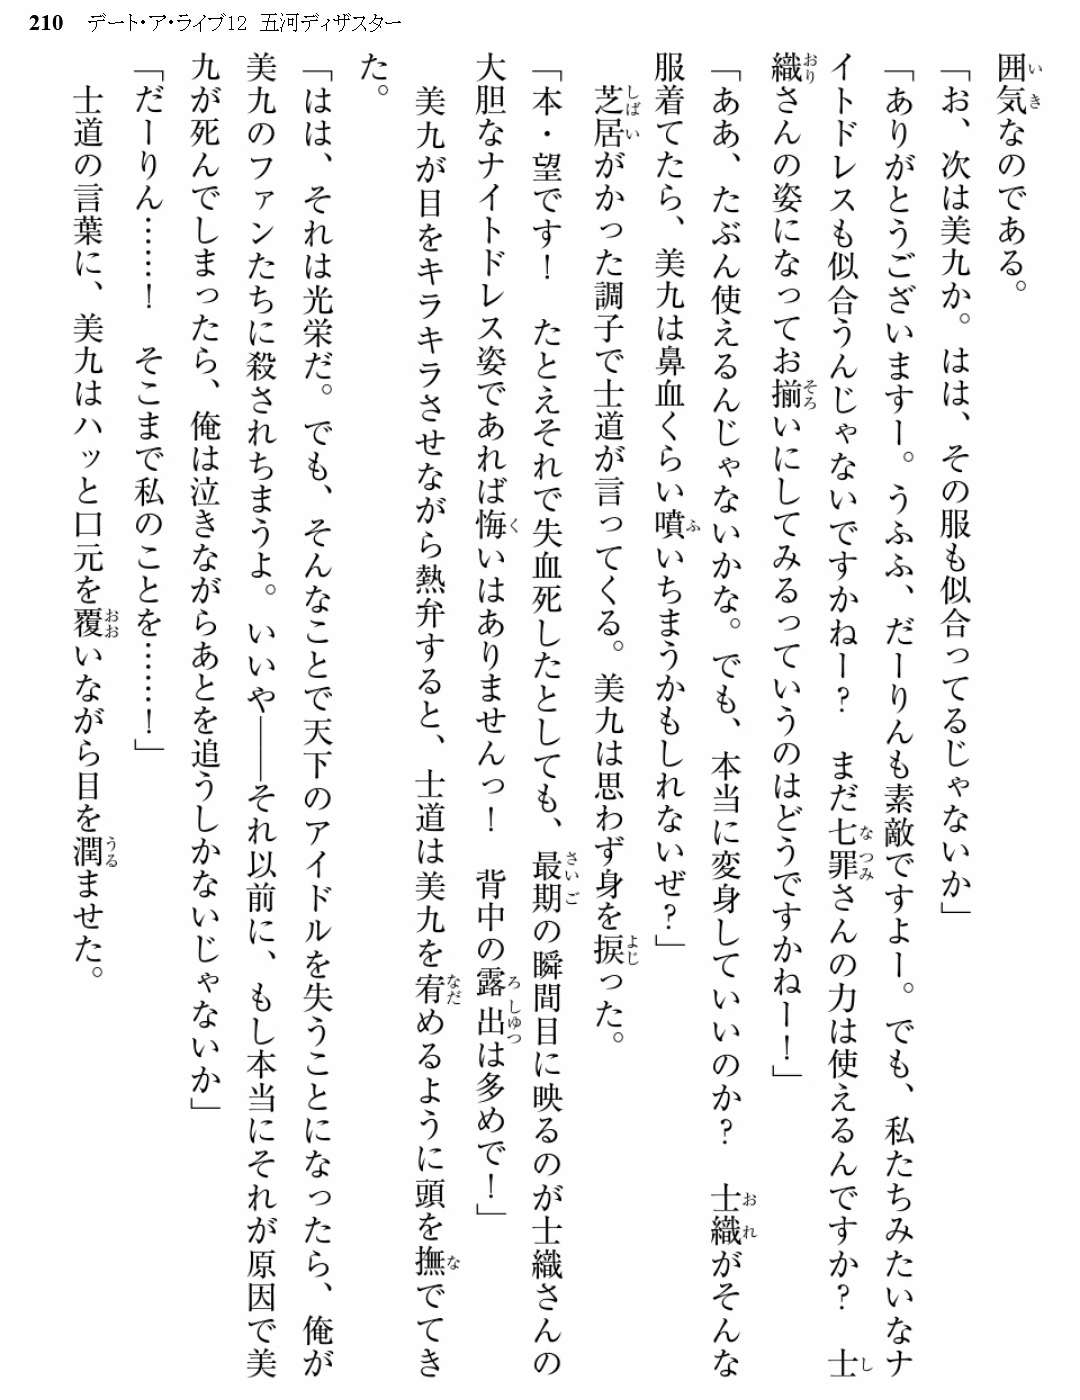 210 デート・ア・ライブ12 五河ディザスター
囲気なのである。
「お、次は美九か。はは、その服も似合ってるじゃないか」
「ありがとうございますー。うふふ、だーりんも素敵ですよー。でも、私たちみたいなナ
イトドレスも似合うんじゃないですかねー？　まだ七罪さんの力は使えるんですか？　士
織さんの姿になってお揃いにしてみるっていうのはどうですかねー！」
「ああ、たぶん使えるんじゃないかな。でも、本当に変身していいのか？　士織がそんな
服着てたら、美九は鼻血くらい噴いちまうかもしれないぜ？」
芝居がかった調子で士道が言ってくる。美九は思わず身を捩った。
「本・望です！　たとえそれで失血死したとしても、最期の瞬間目に映るのが士織さんの
大胆なナイトドレス姿であれば悔いはありませんっ！　背中の露出は多めで！」
美九が目をキラキラさせながら熱弁すると、士道は美九を宥めるように頭を撫でてき
た。
「はは、それは光栄だ。でも、そんなことで天下のアイドルを失うことになったら、俺が
美九のファンたちに殺されちまうよ。いいや――それ以前に、もし本当にそれが原因で美
九が死んでしまったら、俺は泣きながらあとを追うしかないじゃないか」
「だーりん……！　そこまで私のことを……！」
士道の言葉に、美九はハッと口元を覆いながら目を潤ませた。